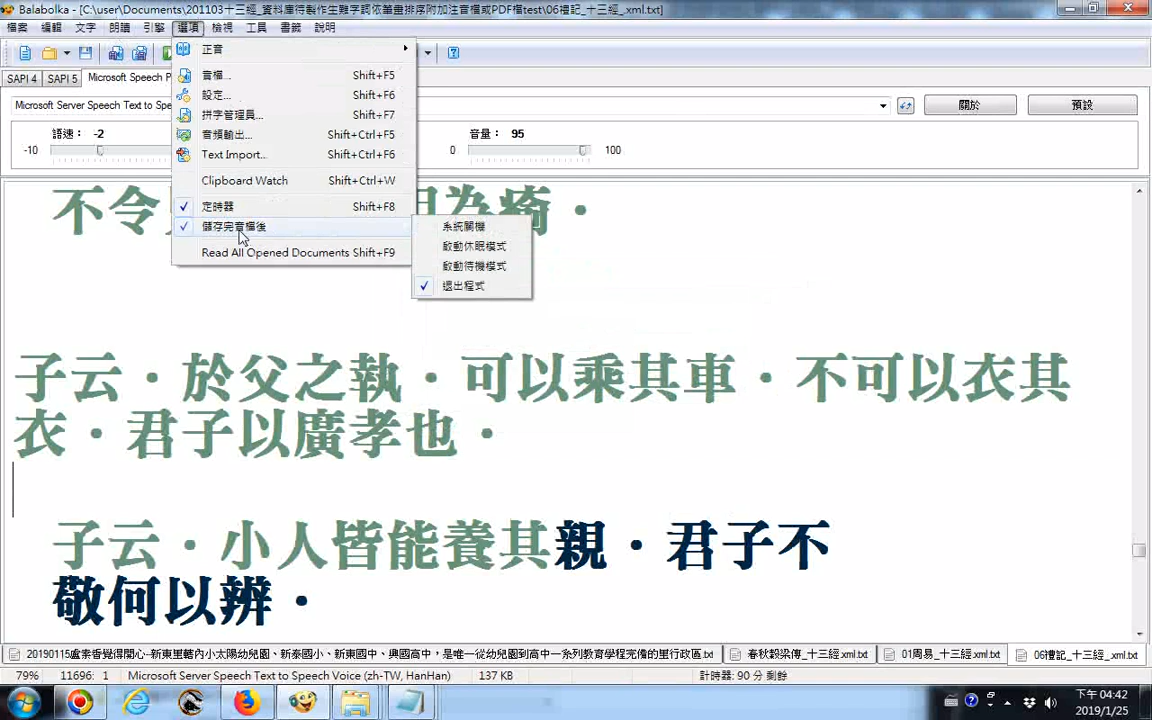 Balabolka - [C:\user\Documents\201103十三經_資料庫待製作生難字詞依筆畫排序附加注音檔或PDF檔test\06禮記_十三經_.xml.txt]
檔案 編輯 文字 朗讀 引擎 選項 檢視 工具 書籤 說明
正音
SAPI 4 SAPI 5 Microsoft Speech P
音檔... Shift+F5
設定... Shift+F6
Microsoft Server Speech Text to Spe 關於 預設
拼字管理員... Shift+F7
語速： -2 音頻輸出... Shift+Ctrl+F5 音量： 95
-10 Text Import... Shift+Ctrl+F6 0 100
Clipboard Watch Shift+Ctrl+W
定時器 Shift+F8
儲存完音檔後
Read All Opened Documents Shift+F9
系統關機
啟動休眠模式
啟動待機模式
退出程式
不令 為瘉．
子云．於父之執．可以乘其車．不可以衣其
衣．君子以廣孝也．
子云．小人皆能養其親．君子不
敬何以辨．
20190115盧素香覺得開心--新東里轄內小太陽幼兒園、新泰國小、新東國中、興國高中，是唯一從幼兒園到高中一系列教育學程完備的里行政區.txt 春秋穀梁傳_十三經.xml.txt 01周易_十三經.xml.txt 06禮記_十三經_.xml.txt
79% 11696: 1 Microsoft Server Speech Text to Speech Voice (zh-TW, HanHan) 137 KB 計時器: 90 分 剩餘
下午 04:42
2019/1/25